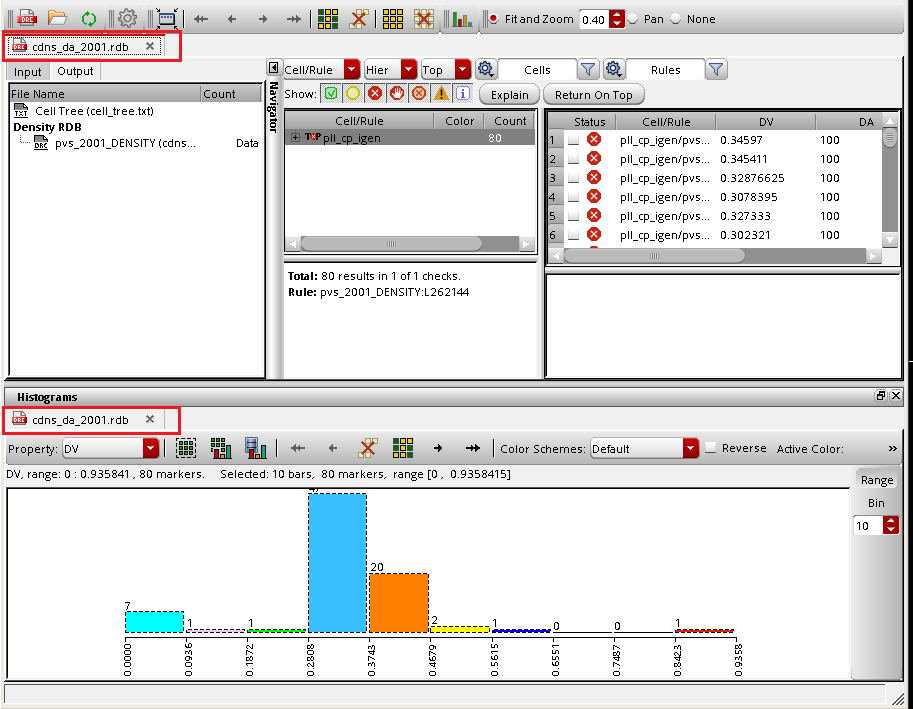 DRC Fit and Zoom 0.40 Pan None
DRC cdns_da_2001.rdb
Input Output
File Name Count
TXT Cell Tree (cell_tree.txt)
Density RDB
DRC pvs_2001_DENSITY (cdns... Data
Navigator
Cell/Rule Hier Top Cells Rules
Show: Explain Return On Top
Cell/Rule Color Count
pll_cp_igen 80
Total: 80 results in 1 of 1 checks.
Rule: pvs_2001_DENSITY:L262144
Status Cell/Rule DV DA
1 pll_cp_igen/pvs... 0.34597 100
2 pll_cp_igen/pvs... 0.345411 100
3 pll_cp_igen/pvs... 0.32876625 100
4 pll_cp_igen/pvs... 0.3078395 100
5 pll_cp_igen/pvs... 0.327333 100
6 pll_cp_igen/pvs... 0.302321 100
Histograms
DRC cdns_da_2001.rdb
Property: DV Color Schemes: Default Reverse Active Color: »
DV, range: 0 : 0.935841 , 80 markers. Selected: 10 bars, 80 markers, range [0 , 0.9358415]
Range
Bin
10
7 1 1 20 2 1 0 0 1
0.0000 0.0936 0.1872 0.2808 0.3743 0.4679 0.5615 0.6551 0.7487 0.8423 0.9358